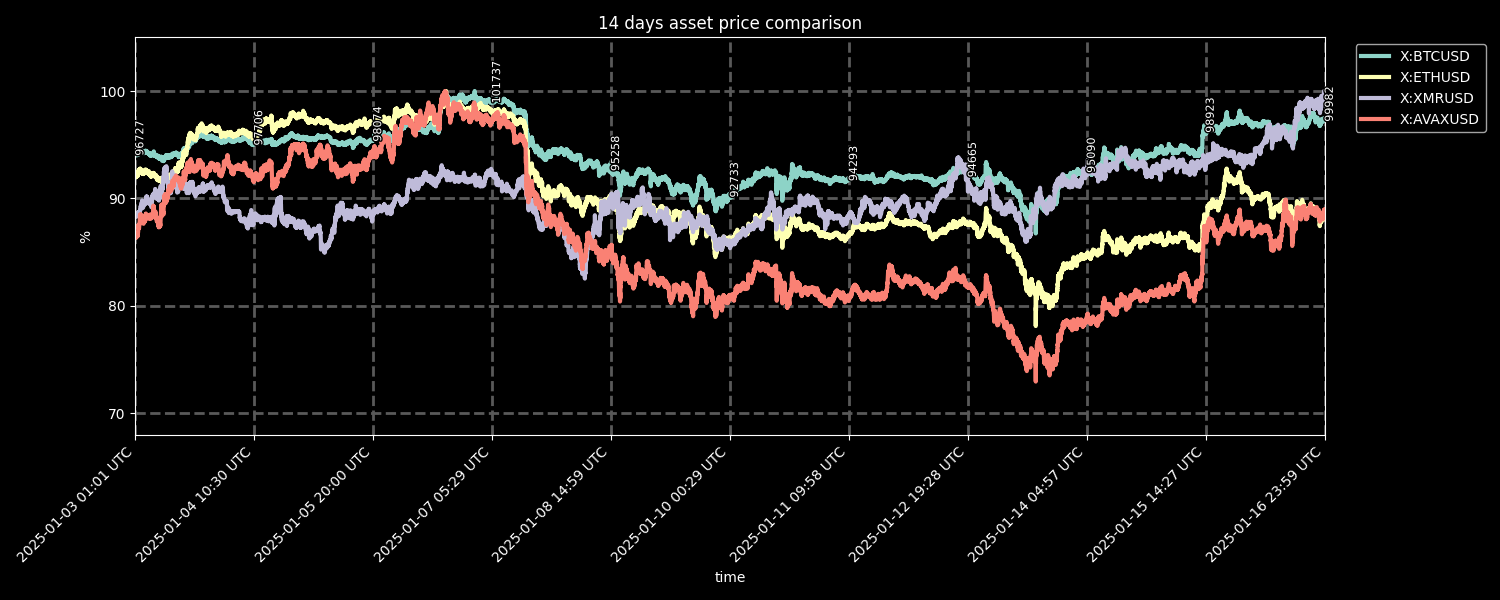 14 days asset price comparison
X:BTCUSD
X:ETHUSD
X:XMRUSD
X:AVAXUSD
%
100
90
80
70
96727
97706
98074
101737
95258
92733
94293
94665
95090
98923
99982
2025-01-03 01:01 UTC
2025-01-04 10:30 UTC
2025-01-05 20:00 UTC
2025-01-07 05:29 UTC
2025-01-08 14:59 UTC
2025-01-10 00:29 UTC
2025-01-11 09:58 UTC
2025-01-12 19:28 UTC
2025-01-14 04:57 UTC
2025-01-15 14:27 UTC
2025-01-16 23:59 UTC
time